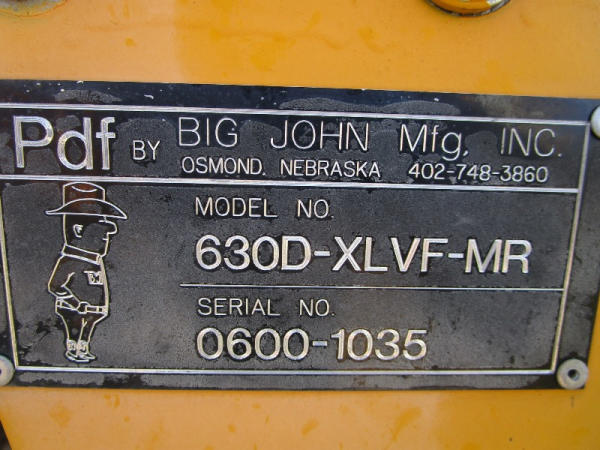 Pdf BY BIG JOHN Mfg, INC.
OSMOND, NEBRASKA 402-748-3860
MODEL NO.
630D-XLVF-MR
SERIAL NO.
0600-1035